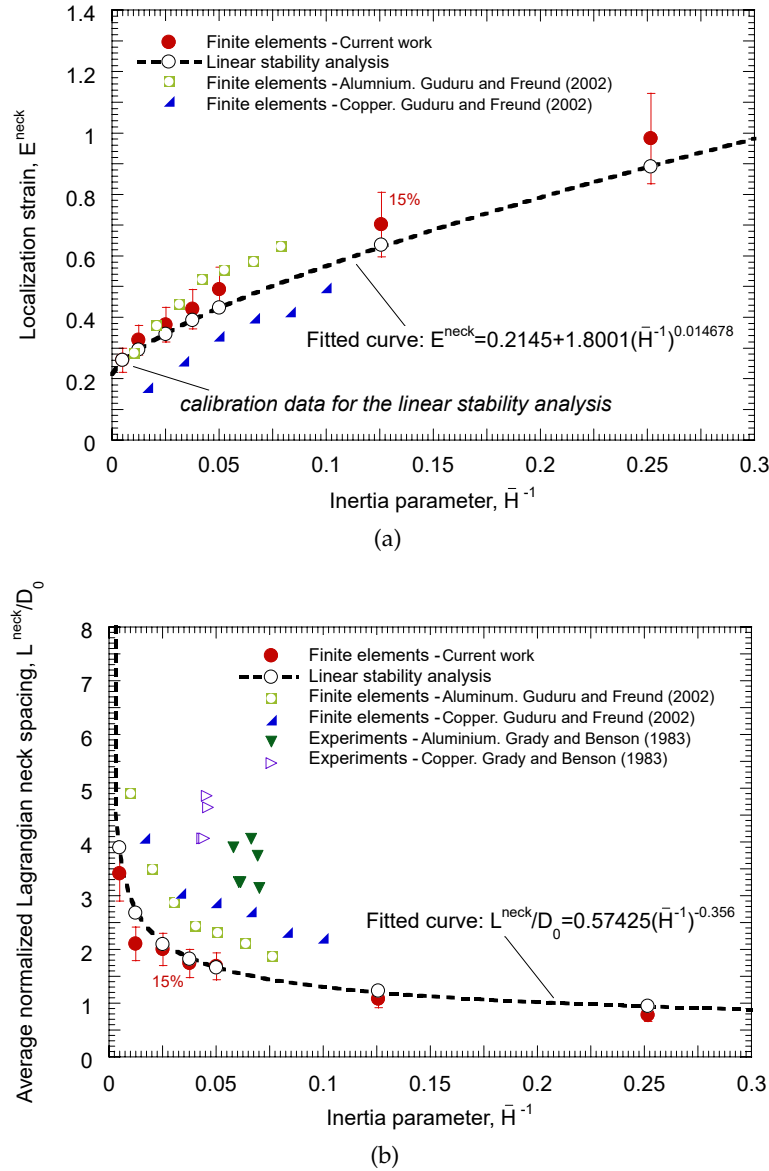 1.4
1.2
1
0.8
0.6
0.4
0.2
0
Localization strain, E^neck
Finite elements - Current work
Linear stability analysis
Finite elements - Alumnium. Guduru and Freund (2002)
Finite elements - Copper. Guduru and Freund (2002)
15%
Fitted curve: E^neck=0.2145+1.8001(H̄^-1)^0.014678
calibration data for the linear stability analysis
0 0.05 0.1 0.15 0.2 0.25 0.3
Inertia parameter, H̄^-1
(a)
8
7
6
5
4
3
2
1
0
Average normalized Lagrangian neck spacing, L^neck/D_0
Finite elements - Current work
Linear stability analysis
Finite elements - Aluminum. Guduru and Freund (2002)
Finite elements - Copper. Guduru and Freund (2002)
Experiments - Aluminium. Grady and Benson (1983)
Experiments - Copper. Grady and Benson (1983)
Fitted curve: L^neck/D_0=0.57425(H̄^-1)^-0.356
15%
0 0.05 0.1 0.15 0.2 0.25 0.3
Inertia parameter, H̄^-1
(b)